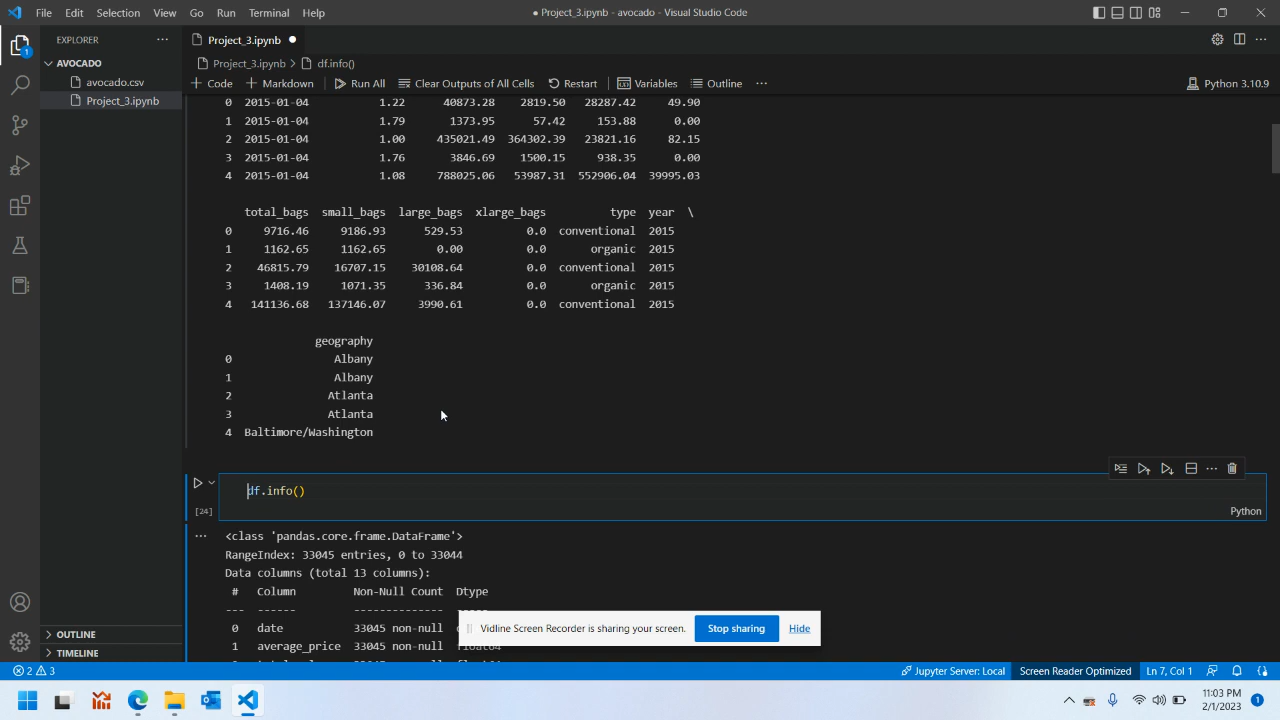 File Edit Selection View Go Run Terminal Help
● Project_3.ipynb - avocado - Visual Studio Code
EXPLORER
Project_3.ipynb ●
AVOCADO
avocado.csv
Project_3.ipynb
Project_3.ipynb > df.info()
Code Markdown Run All Clear Outputs of All Cells Restart Variables Outline ...
Python 3.10.9
0 2015-01-04 1.22 40873.28 2819.50 28287.42 49.90
1 2015-01-04 1.79 1373.95 57.42 153.88 0.00
2 2015-01-04 1.00 435021.49 364302.39 23821.16 82.15
3 2015-01-04 1.76 3846.69 1500.15 938.35 0.00
4 2015-01-04 1.08 788025.06 53987.31 552906.04 39995.03
total_bags small_bags large_bags xlarge_bags type year \
0 9716.46 9186.93 529.53 0.0 conventional 2015
1 1162.65 1162.65 0.00 0.0 organic 2015
2 46815.79 16707.15 30108.64 0.0 conventional 2015
3 1408.19 1071.35 336.84 0.0 organic 2015
4 141136.68 137146.07 3990.61 0.0 conventional 2015
geography
0 Albany
1 Albany
2 Atlanta
3 Atlanta
4 Baltimore/Washington
df.info()
[24]
Python
<class 'pandas.core.frame.DataFrame'>
RangeIndex: 33045 entries, 0 to 33044
Data columns (total 13 columns):
# Column Non-Null Count Dtype
--- ------ --------------
0 date 33045 non-null
1 average_price 33045 non-null float64
Vidline Screen Recorder is sharing your screen. Stop sharing Hide
OUTLINE
TIMELINE
2 3
Jupyter Server: Local Screen Reader Optimized Ln 7, Col 1
11:03 PM
2/1/2023
1